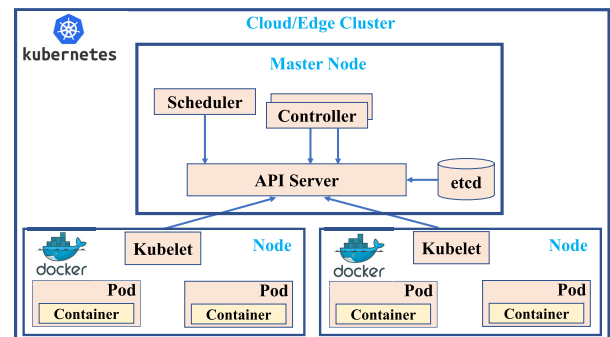 Cloud/Edge Cluster
kubernetes
Master Node
Scheduler
Controller
API Server
etcd
docker
Kubelet
Node
Pod
Container
Pod
Container
docker
Kubelet
Node
Pod
Container
Pod
Container